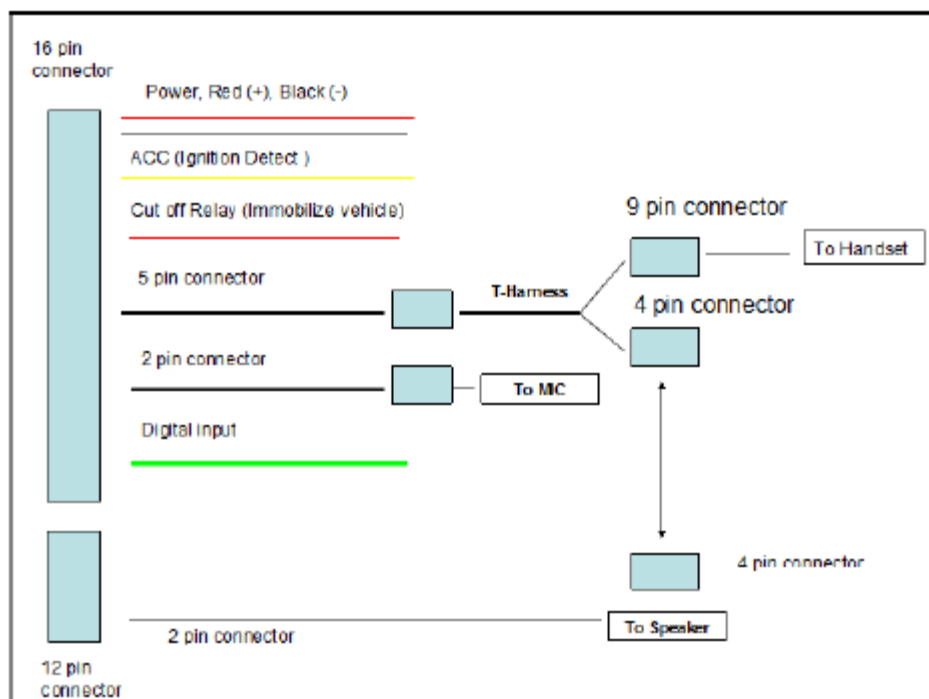 16 pin
connector
Power, Red (+), Black (-)
ACC (Ignition Detect )
Cut off Relay (Immobilize vehicle)
9 pin connector
To Handset
5 pin connector
T-Harness
4 pin connector
2 pin connector
To MIC
Digital input
4 pin connector
To Speaker
2 pin connector
12 pin
connector